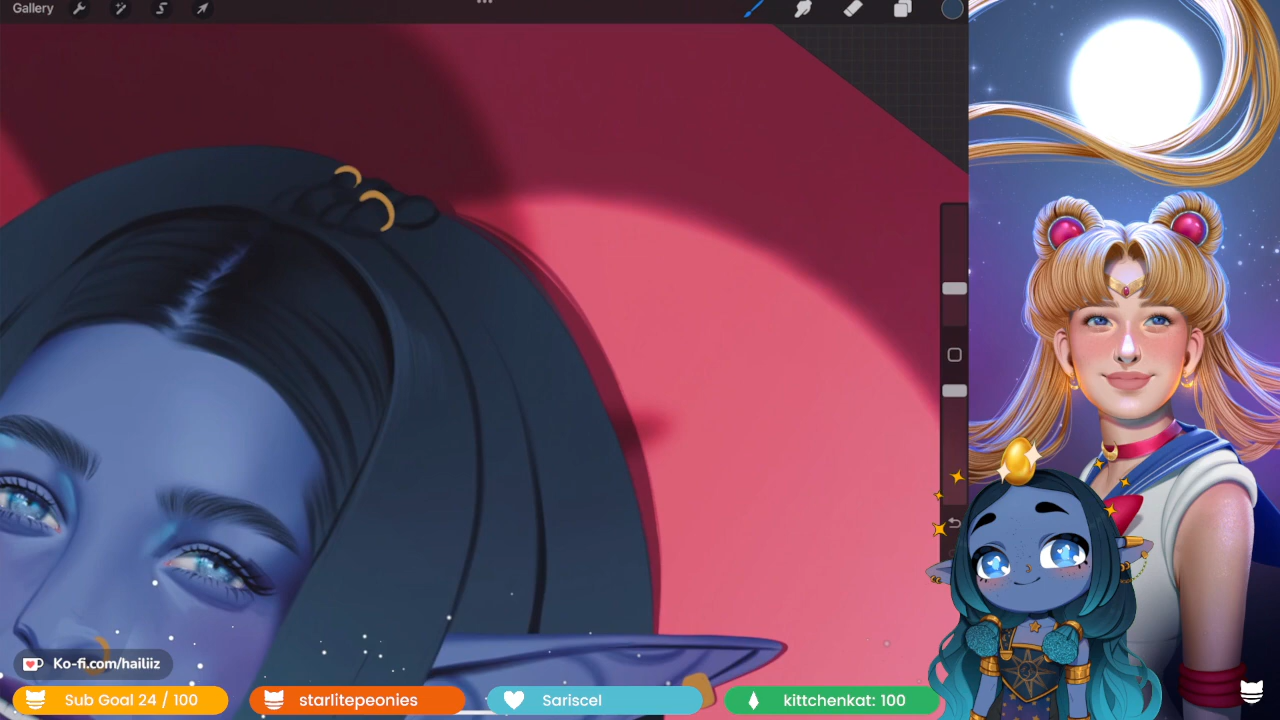 Gallery
Ko-fi.com/hailiiz
Sub Goal 24 / 100
starlitepeonies
Sariscel
kittchenkat: 100